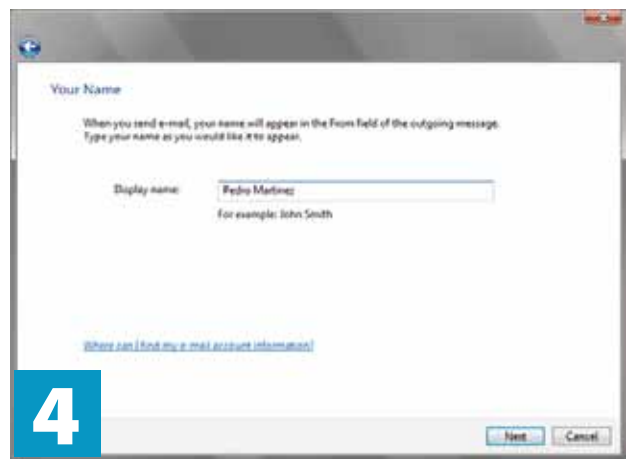 Your Name
When you send e-mail, your name will appear in the From field of the outgoing message.
Type your name as you would like it to appear.
Display name: Pedro Martinez
For example: John Smith
Where can I find my e-mail account information?
4
Next Cancel